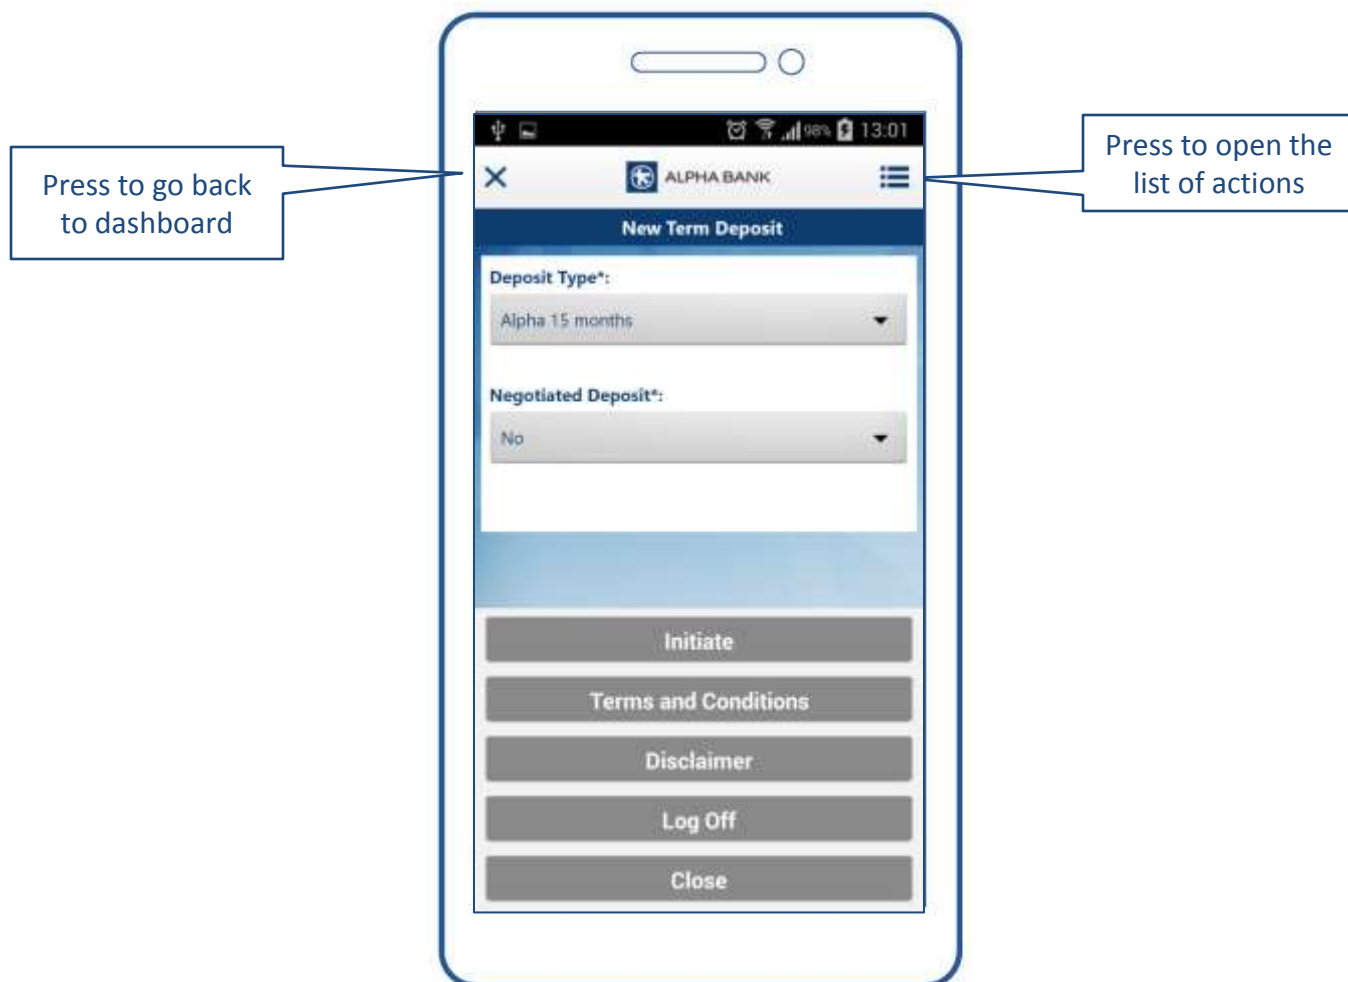 98% 13:01
Press to go back
to dashboard
ALPHA BANK
Press to open the
list of actions
New Term Deposit
Deposit Type*:
Alpha 15 months
Negotiated Deposit*:
No
Initiate
Terms and Conditions
Disclaimer
Log Off
Close